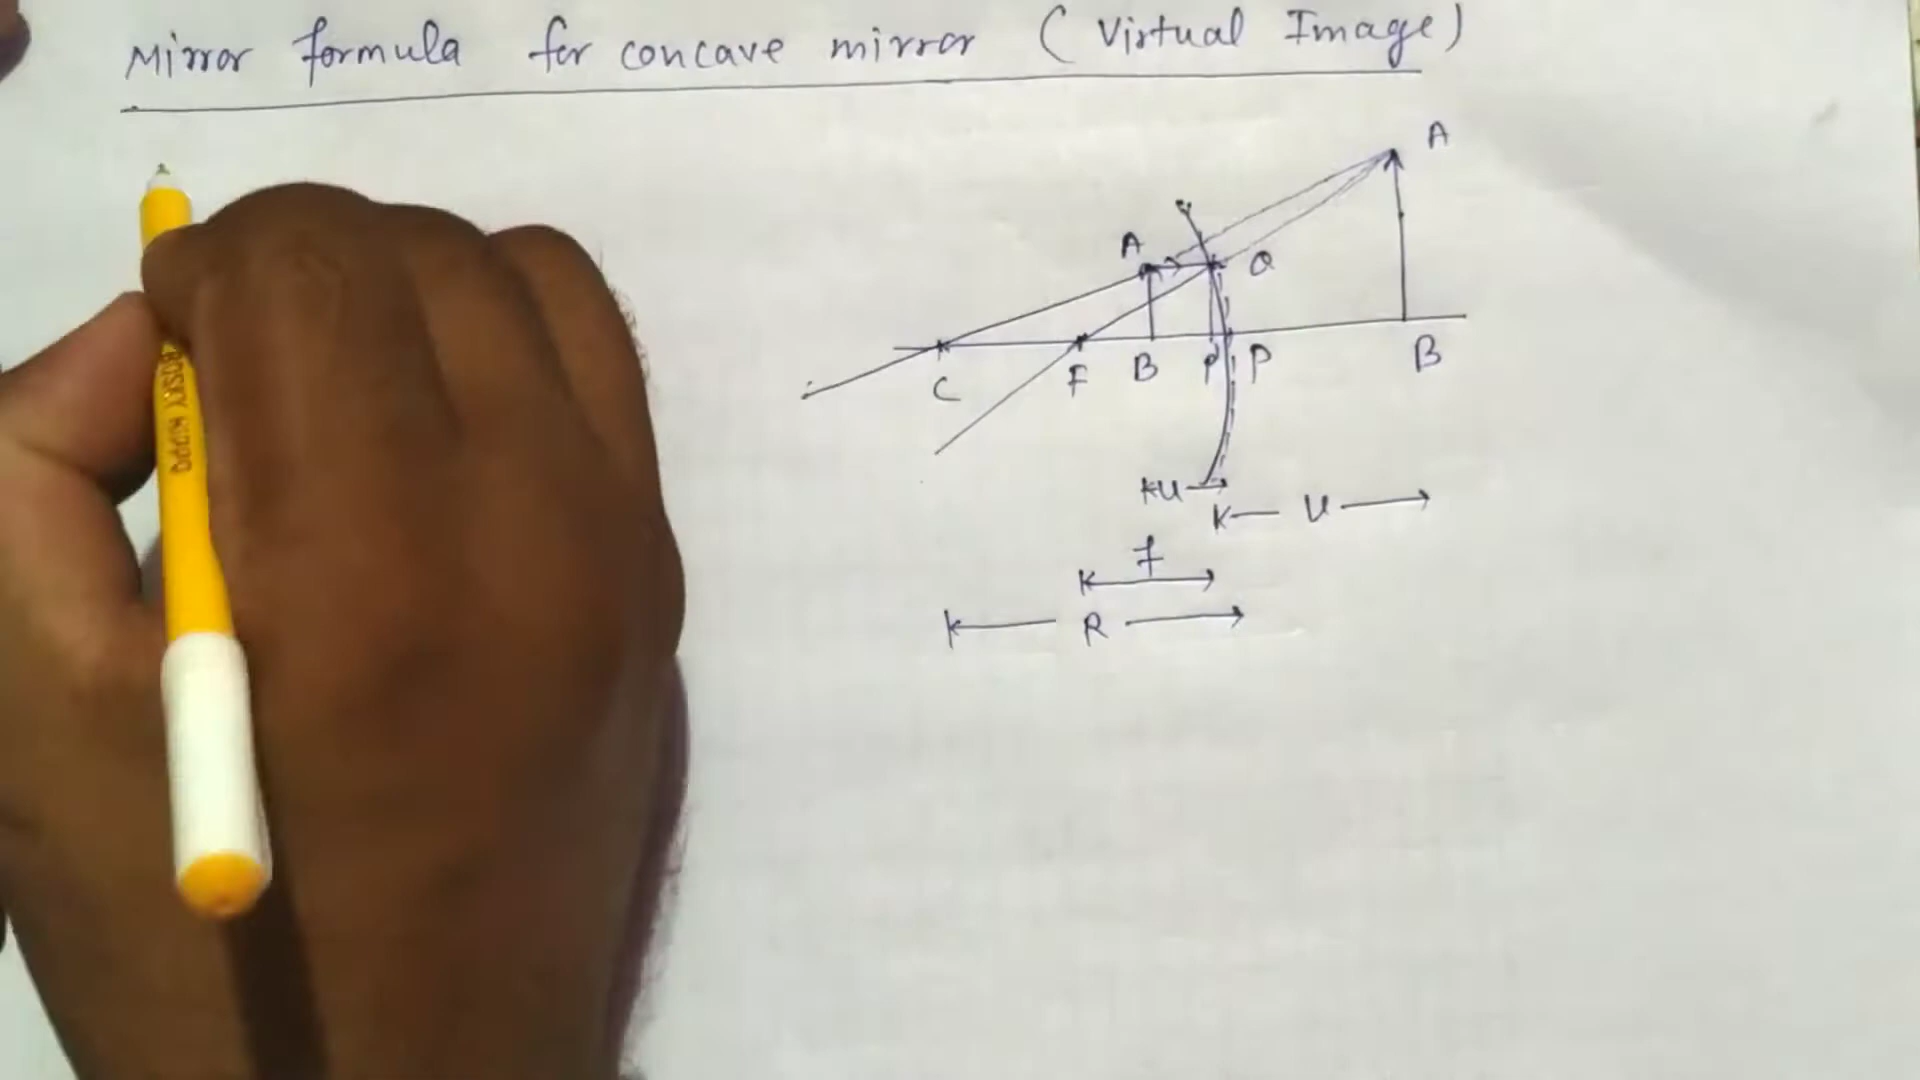 Mirror formula for concave mirror (Virtual Image)
A
A
Q
C F B P' P B
U
U
f
R